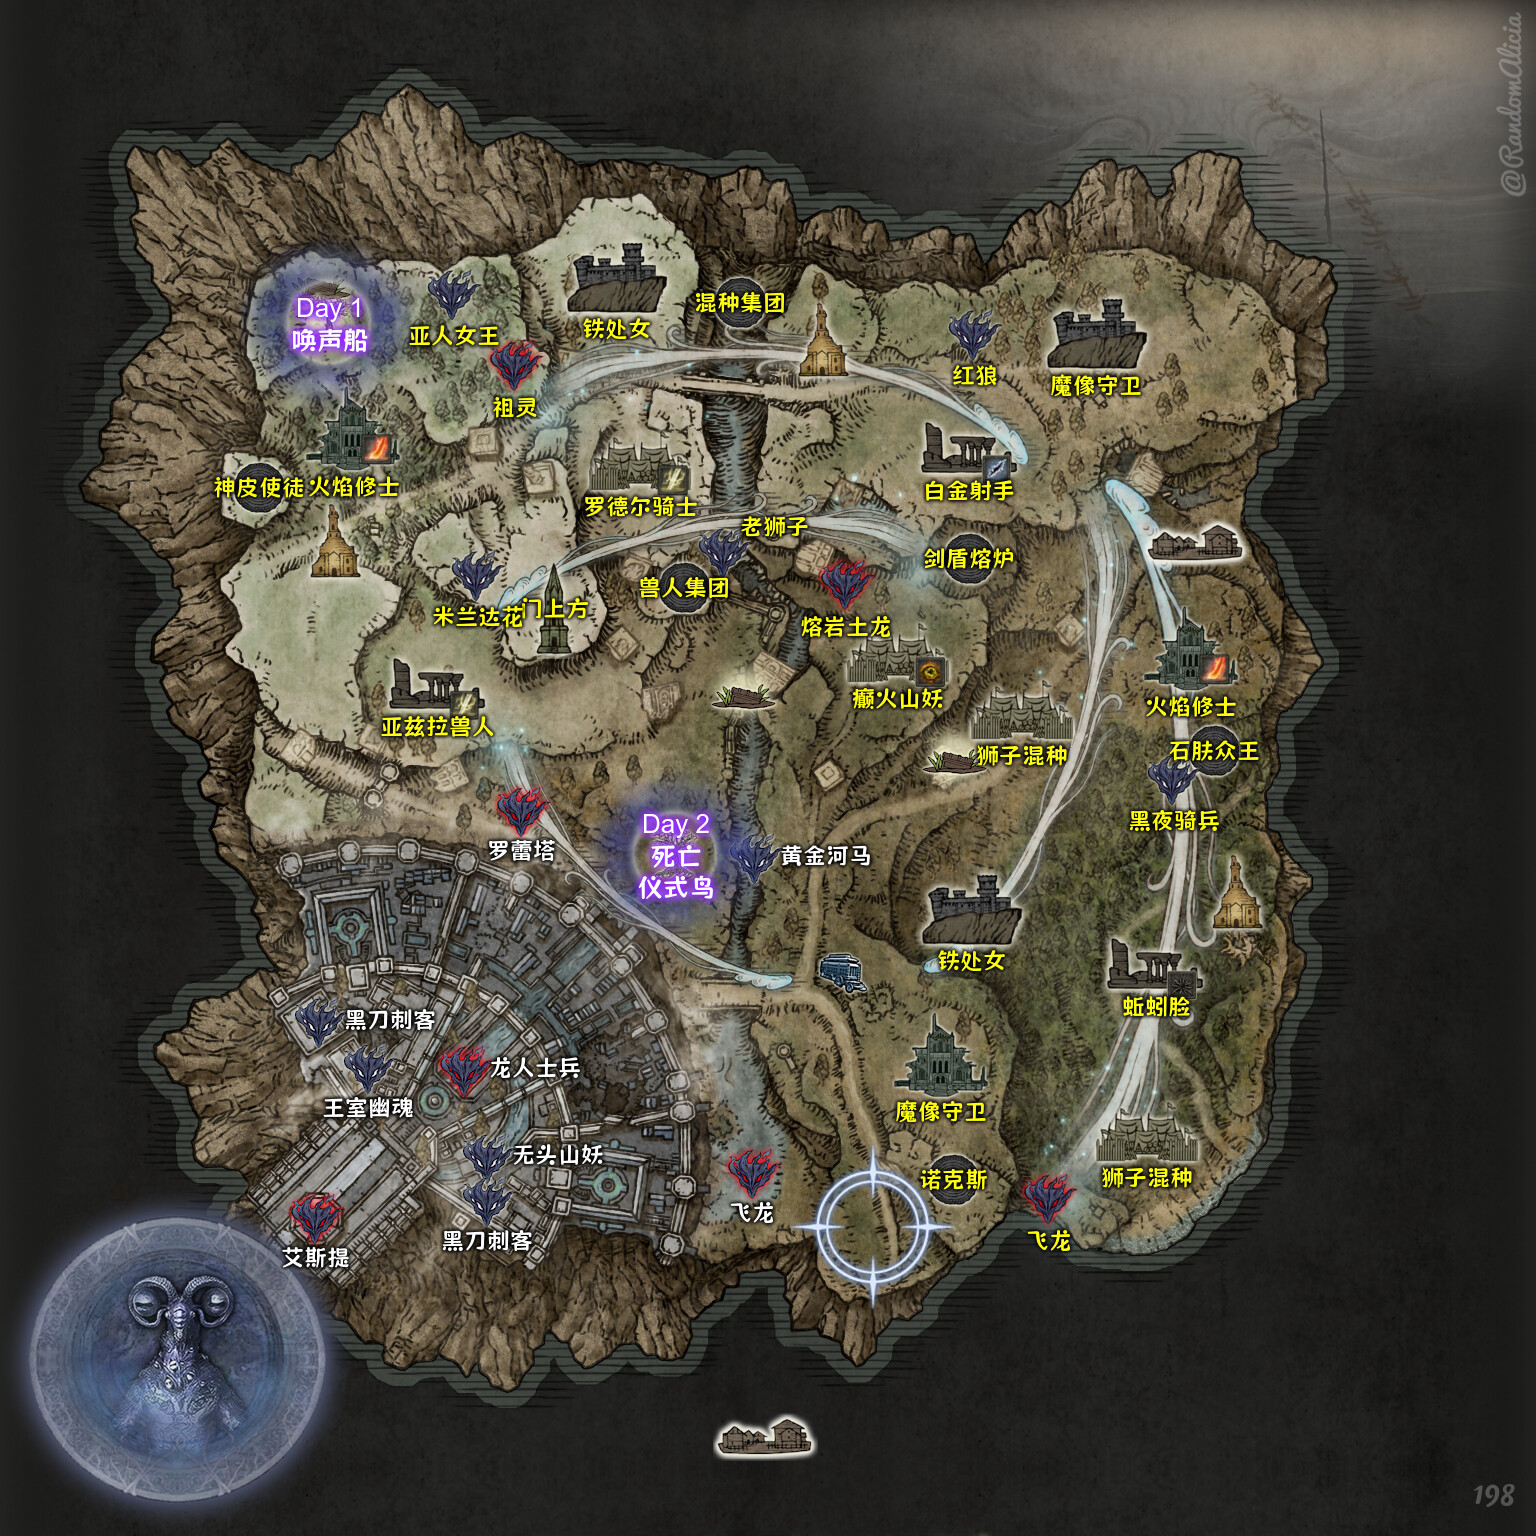 @RandomAlicia
Day 1
唤声船
亚人女王
铁处女
混种集团
红狼
魔像守卫
祖灵
神皮使徒
火焰修士
罗德尔骑士
白金射手
老狮子
剑盾熔炉
兽人集团
米兰达花
门上方
熔岩土龙
癫火山妖
亚兹拉兽人
狮子混种
火焰修士
石肤众王
黑夜骑兵
罗蕾塔
Day 2
死亡
仪式鸟
黄金河马
铁处女
蚯蚓脸
黑刀刺客
龙人士兵
王室幽魂
魔像守卫
无头山妖
诺克斯
狮子混种
飞龙
飞龙
黑刀刺客
艾斯提
198